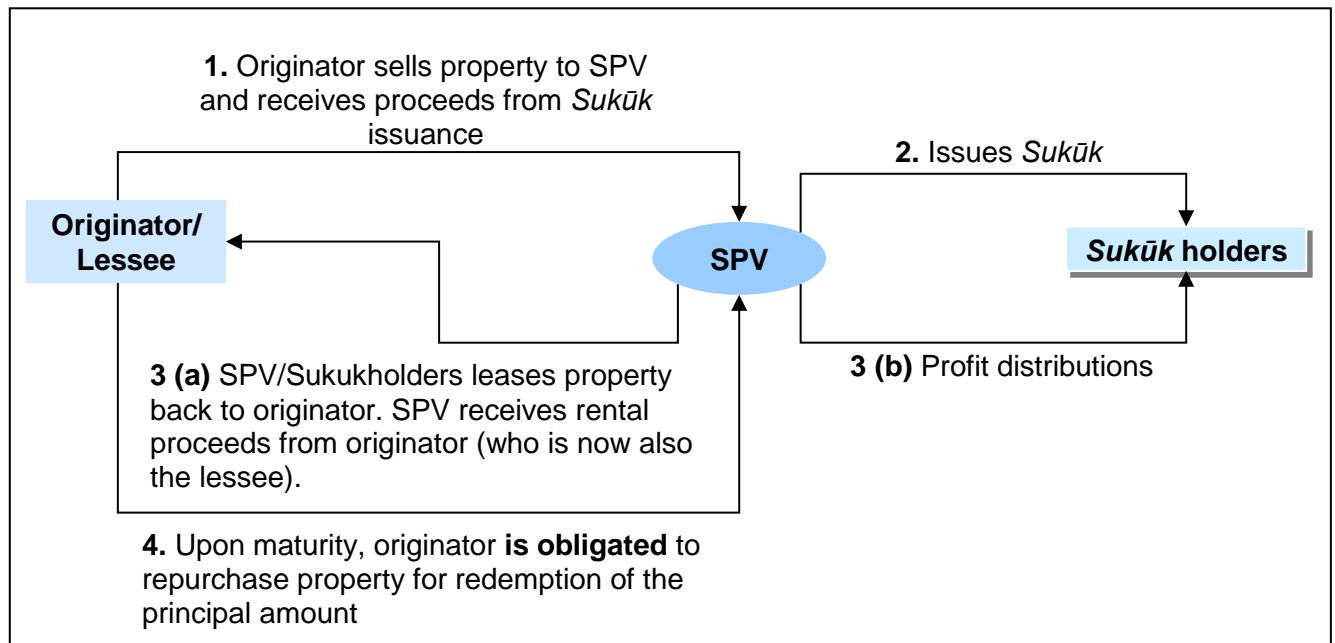 1. Originator sells property to SPV
and receives proceeds from Sukūk
issuance
2. Issues Sukūk
Originator/
Lessee
SPV
Sukūk holders
3 (a) SPV/Sukukholders leases property
back to originator. SPV receives rental
proceeds from originator (who is now also
the lessee).
3 (b) Profit distributions
4. Upon maturity, originator is obligated to
repurchase property for redemption of the
principal amount